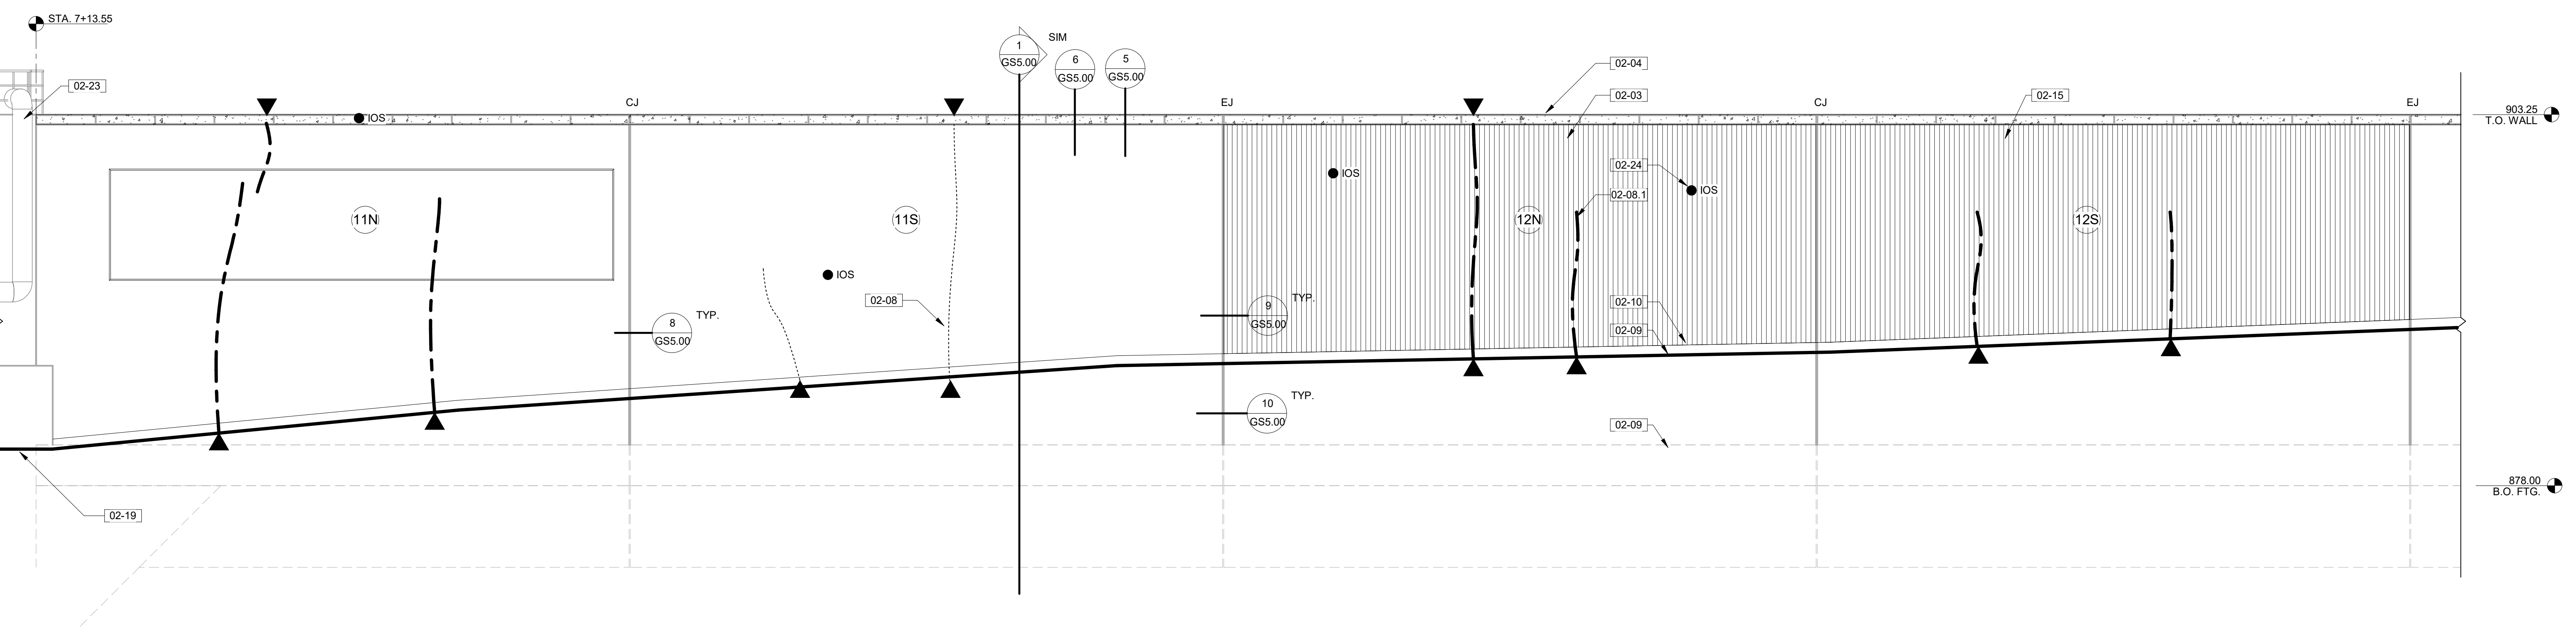 STA. 7+13.55
1
GS5.00
SIM
6
GS5.00
5
GS5.00
02-04
02-23
02-03
02-15
CJ
EJ
CJ
EJ
903.25
T.O. WALL
IOS
02-24
IOS
IOS
02-08.1
11N
11S
12N
12S
IOS
02-08
02-10
9
GS5.00
TYP.
8
GS5.00
TYP.
02-09
10
GS5.00
TYP.
02-09
878.00
B.O. FTG.
02-19